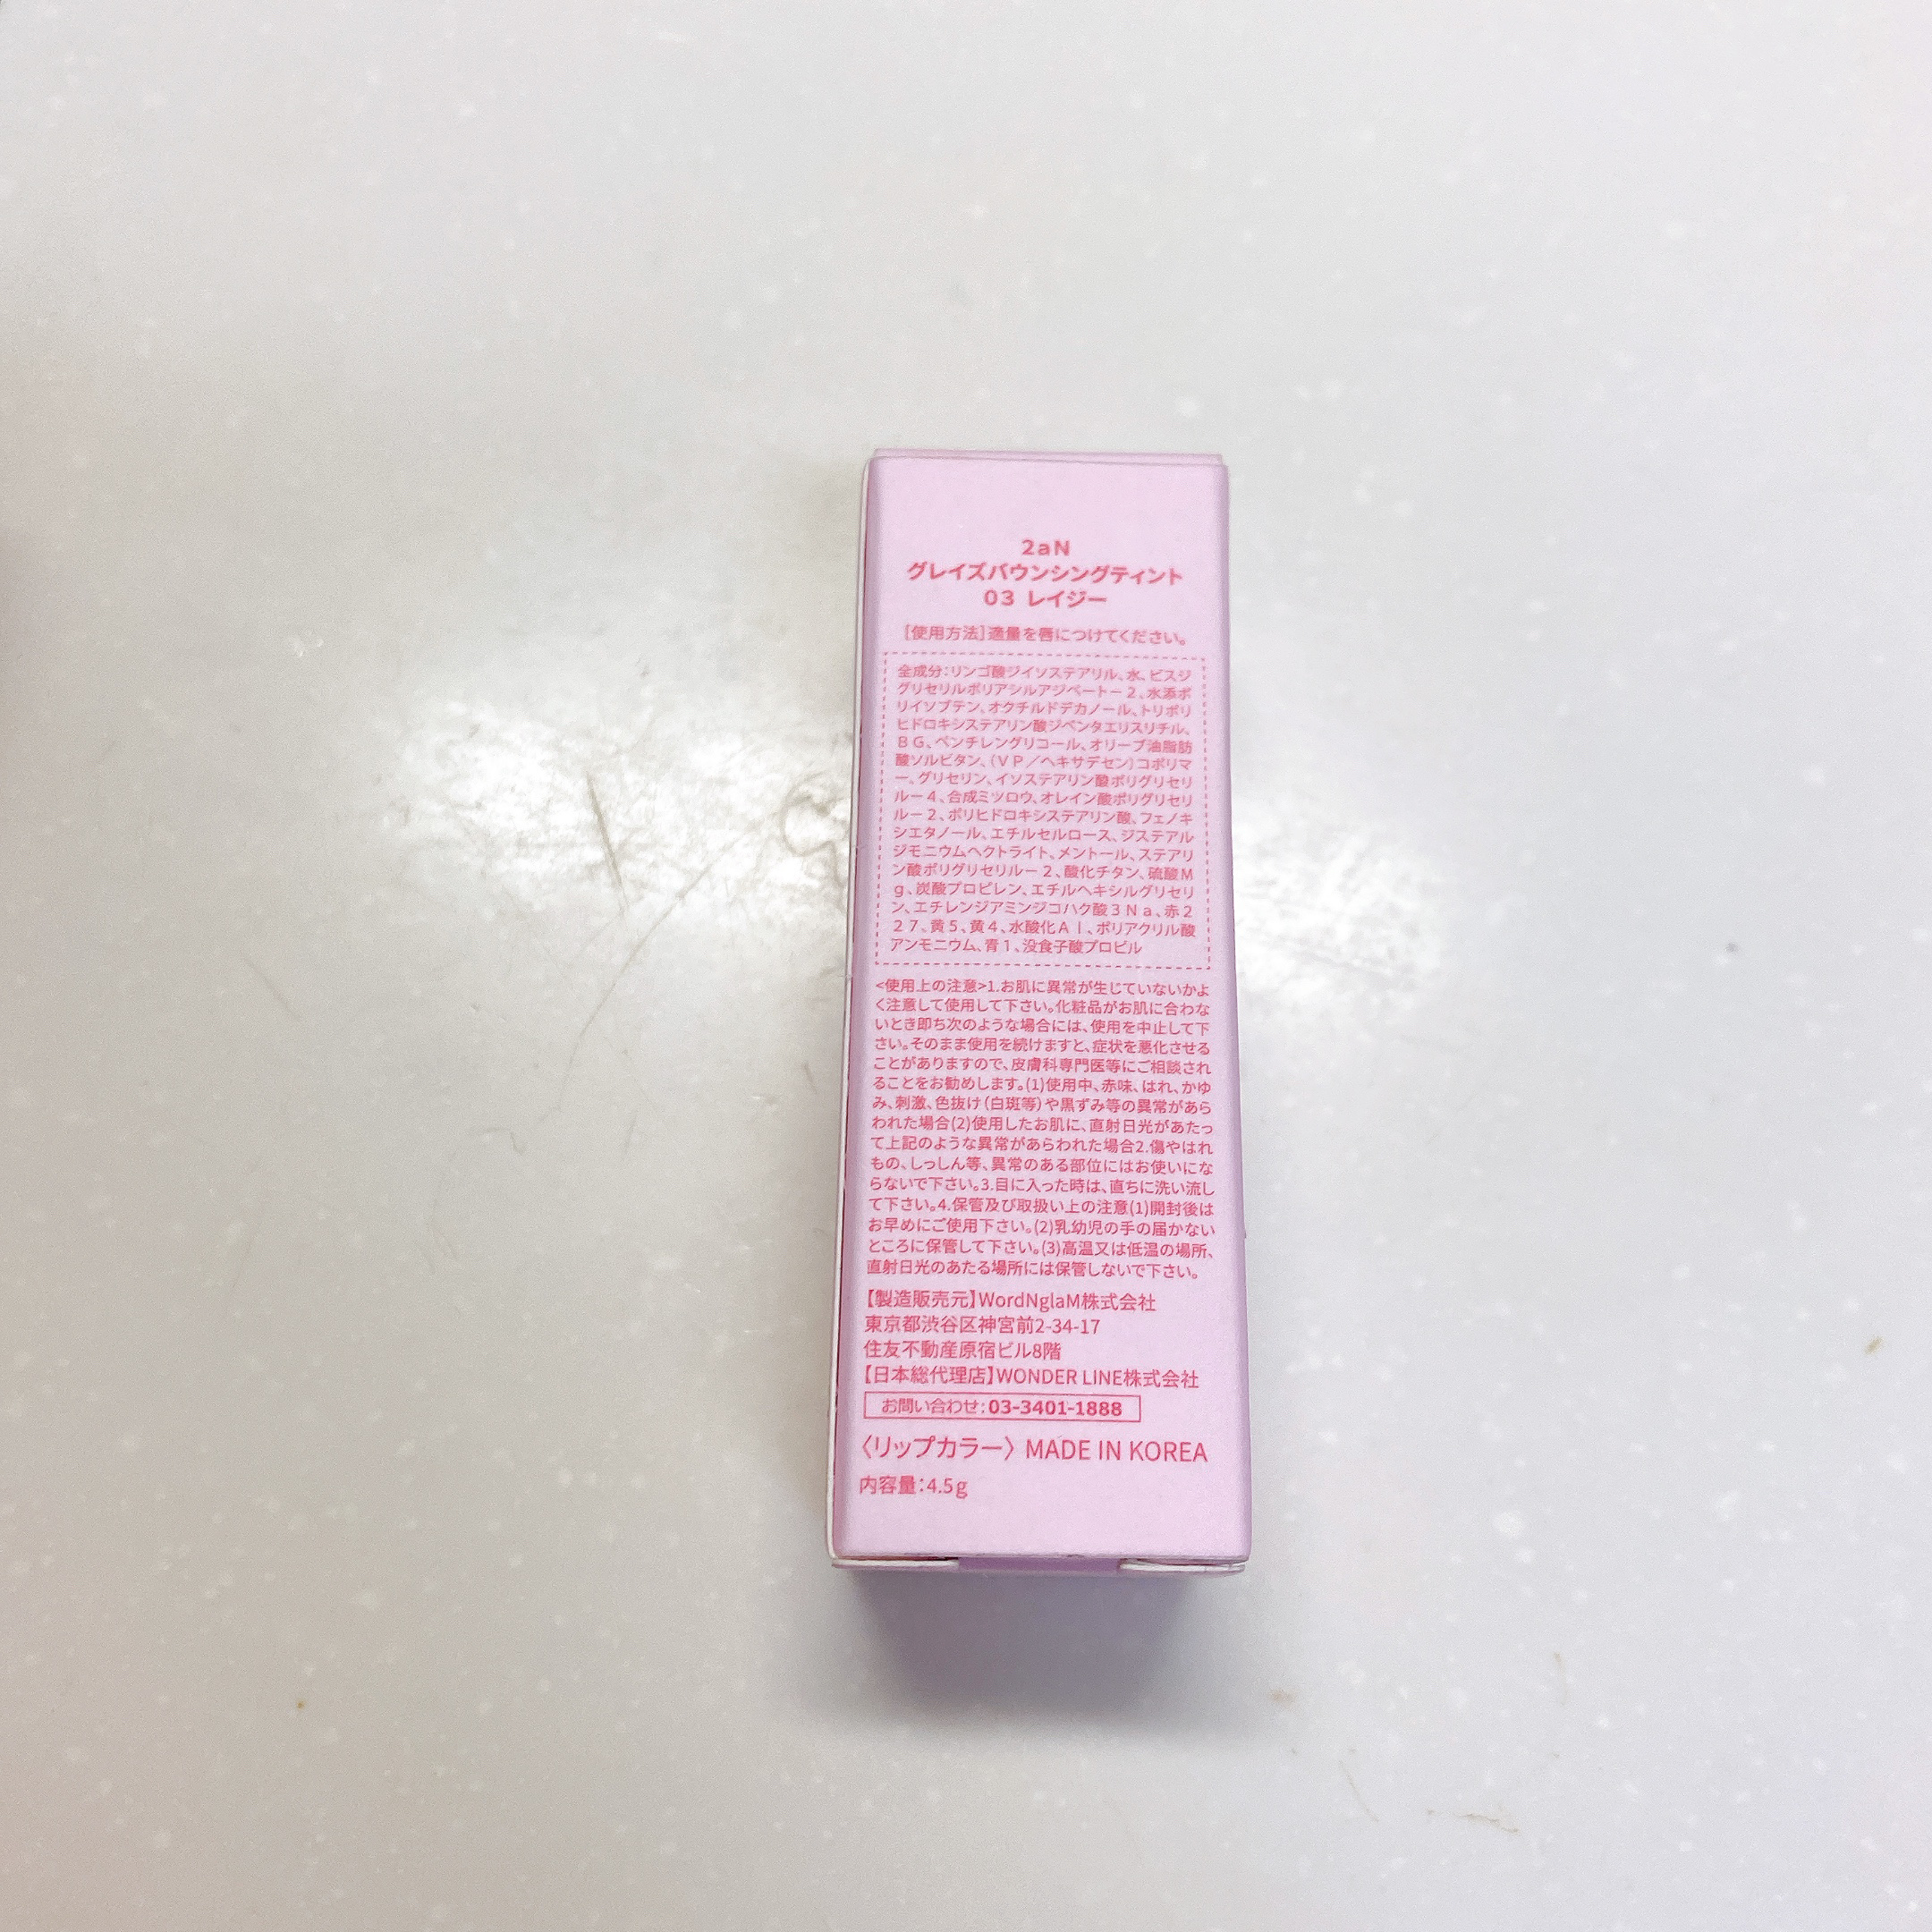 2aN
グレイズバウンシングティント
03 レイジー
［使用方法］適量を唇につけてください。
全成分：リンゴ酸ジイソステアリル、水、ビスジ
グリセリルポリアシルアジペート－２、水添ポ
リイソブテン、オクチルドデカノール、トリポリ
ヒドロキシステアリン酸ジペンタエリスリチル、
ＢＧ、ペンチレングリコール、オリーブ油脂肪
酸ソルビタン、（ＶＰ／ヘキサデセン）コポリマ
ー、グリセリン、イソステアリン酸ポリグリセリ
ル－４、合成ミツロウ、オレイン酸ポリグリセリ
ル－２、ポリヒドロキシステアリン酸、フェノキ
シエタノール、エチルセルロース、ジステアル
ジモニウムヘクトライト、メントール、ステアリ
ン酸ポリグリセリル－２、酸化チタン、硫酸Ｍ
ｇ、炭酸プロピレン、エチルヘキシルグリセリ
ン、エチレンジアミンジコハク酸３Ｎａ、赤２
２７、黄５、黄４、水酸化Ａｌ、ポリアクリル酸
アンモニウム、青１、没食子酸プロピル
<使用上の注意>1.お肌に異常が生じていないかよ
く注意して使用して下さい。化粧品がお肌に合わな
いとき即ち次のような場合には、使用を中止して下
さい。そのまま使用を続けますと、症状を悪化させる
ことがありますので、皮膚科専門医等にご相談され
ることをお勧めします。(1)使用中、赤味、はれ、かゆ
み、刺激、色抜け（白斑等）や黒ずみ等の異常があら
われた場合(2)使用したお肌に、直射日光があたっ
て上記のような異常があらわれた場合2.傷やはれ
もの、しっしん等、異常のある部位にはお使いにな
らないで下さい。3.目に入った時は、直ちに洗い流し
て下さい。4.保管及び取扱い上の注意(1)開封後は
お早めにご使用下さい。(2)乳幼児の手の届かない
ところに保管して下さい。(3)高温又は低温の場所、
直射日光のあたる場所には保管しないで下さい。
【製造販売元】WordNglaM株式会社
東京都渋谷区神宮前2-34-17
住友不動産原宿ビル8階
【日本総代理店】WONDER LINE株式会社
お問い合わせ：03-3401-1888
〈リップカラー〉 MADE IN KOREA
内容量：4.5g